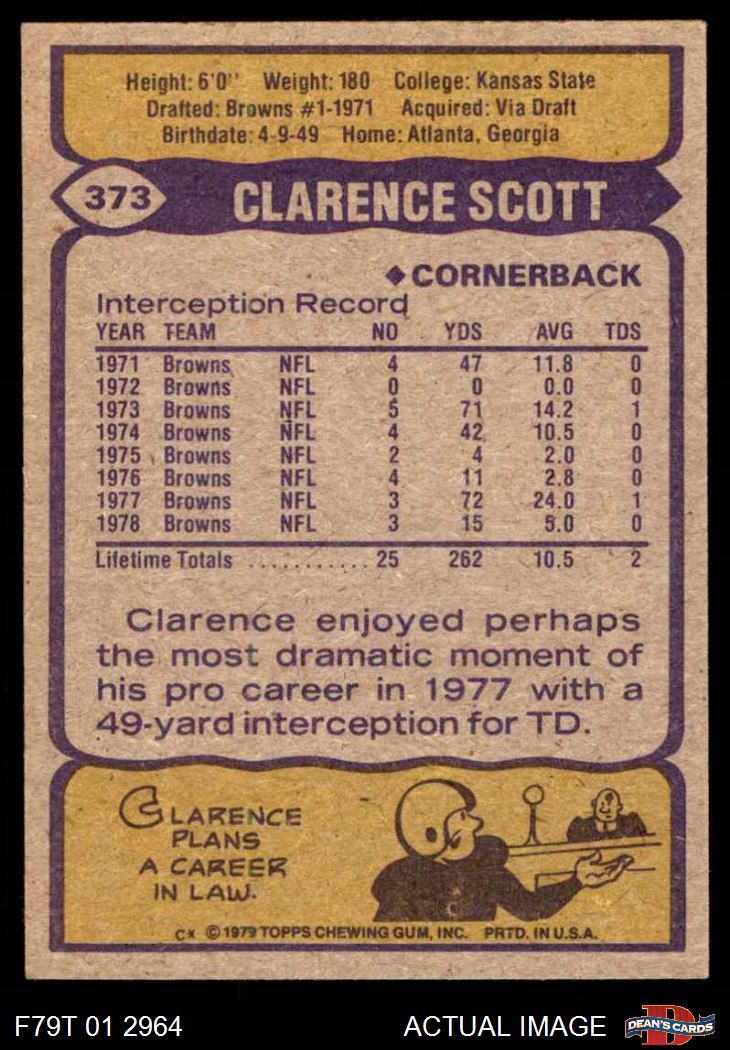 Height: 6'0'' Weight: 180 College: Kansas State
Drafted: Browns #1-1971 Acquired: Via Draft
Birthdate: 4-9-49 Home: Atlanta, Georgia
373 CLARENCE SCOTT
◆ CORNERBACK
Interception Record
YEAR TEAM NO YDS AVG TDS
1971 Browns NFL 4 47 11.8 0
1972 Browns NFL 0 0 0.0 0
1973 Browns NFL 5 71 14.2 1
1974 Browns NFL 4 42 10.5 0
1975 Browns NFL 2 4 2.0 0
1976 Browns NFL 4 11 2.8 0
1977 Browns NFL 3 72 24.0 1
1978 Browns NFL 3 15 5.0 0
Lifetime Totals ........... 25 262 10.5 2
Clarence enjoyed perhaps
the most dramatic moment of
his pro career in 1977 with a
49-yard interception for TD.
CLARENCE
PLANS
A CAREER
IN LAW.
C* © 1979 TOPPS CHEWING GUM, INC. PRTD. IN U.S.A.
F79T 01 2964 ACTUAL IMAGE D DEAN'S CARDS